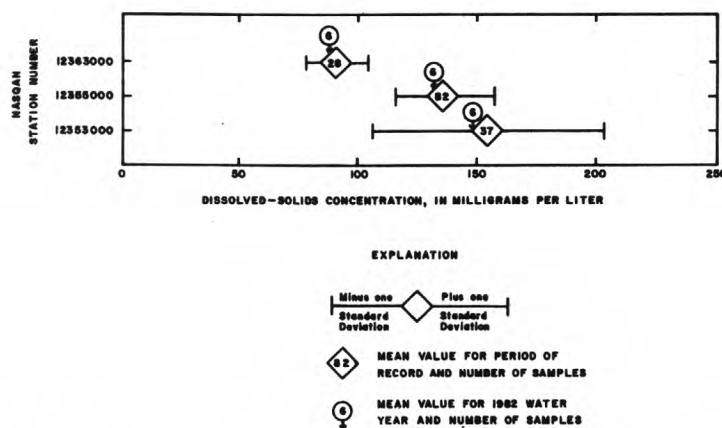 NASQAN
STATION NUMBER
12363000
6
28
12355000
6
82
12353000
6
37
0 50 100 150 200 250
DISSOLVED-SOLIDS CONCENTRATION, IN MILLIGRAMS PER LITER
EXPLANATION
Minus one Plus one
Standard Standard
Deviation Deviation
82 MEAN VALUE FOR PERIOD OF
RECORD AND NUMBER OF SAMPLES
6 MEAN VALUE FOR 1982 WATER
YEAR AND NUMBER OF SAMPLES